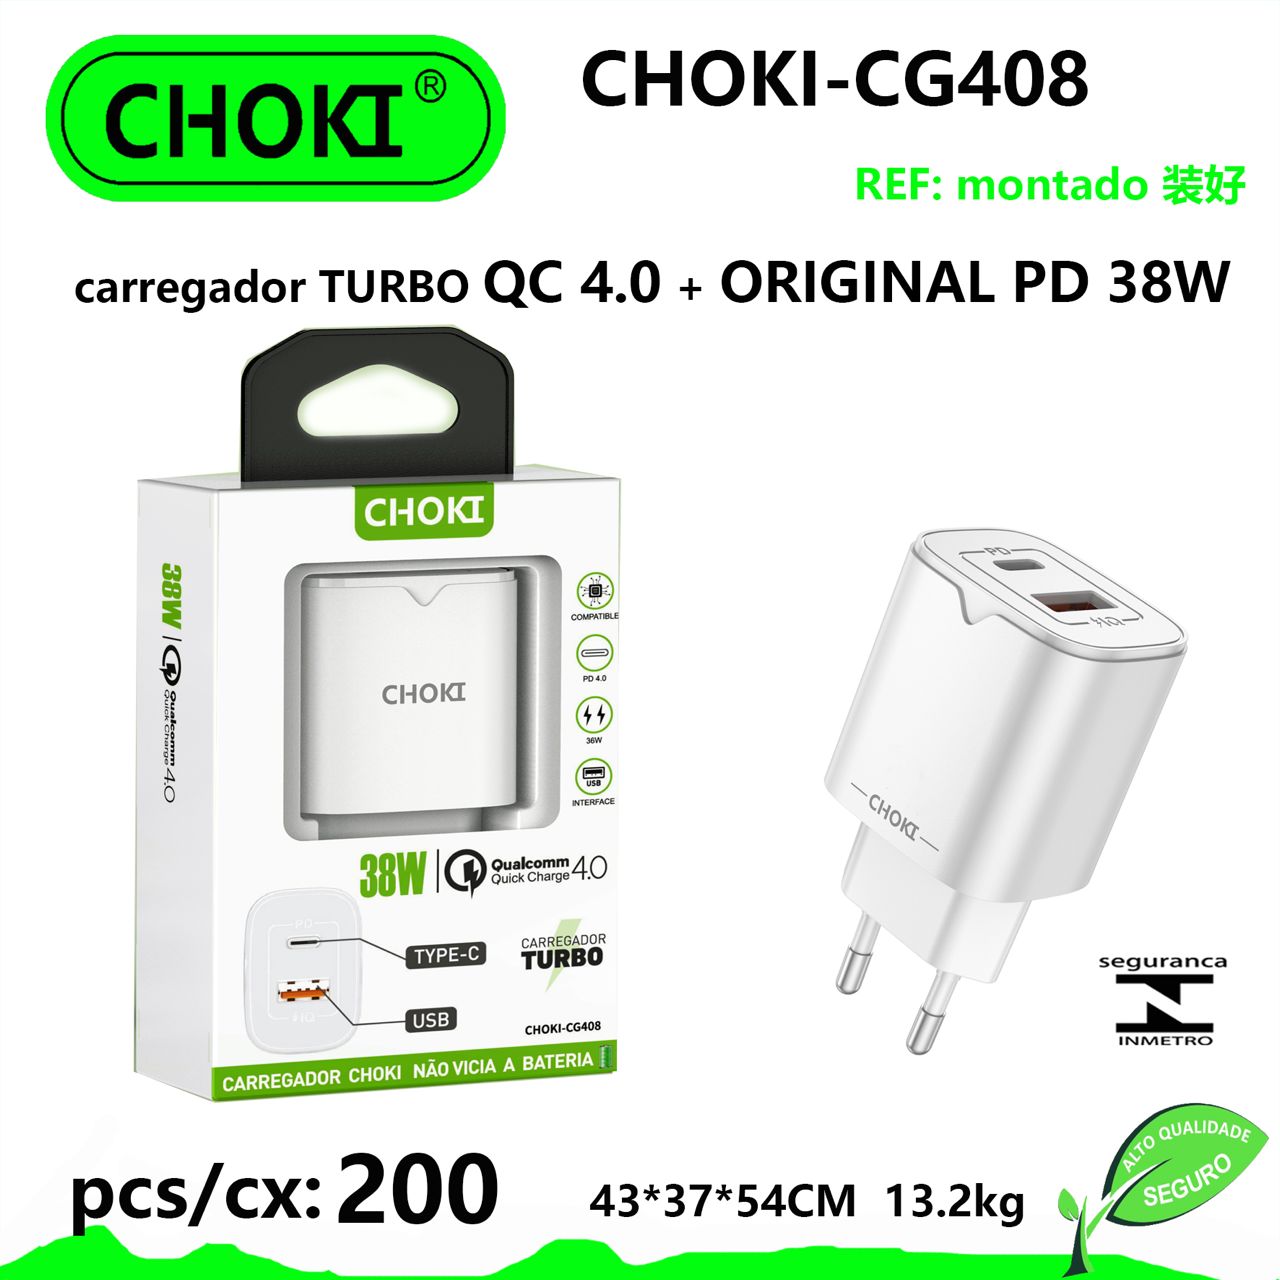 CHOKI®
CHOKI-CG408
REF: montado 装好
carregador TURBO QC 4.0 + ORIGINAL PD 38W
CHOKI
38W
Qualcomm
Quick Charge 4.0
CHOKI
COMPATIBLE
PD 4.0
36W
USB
INTERFACE
38W
Qualcomm
Quick Charge 4.0
PD
TYPE-C
USB
IQ
CARREGADOR
TURBO
CHOKI-CG408
CARREGADOR CHOKI NÃO VICIA A BATERIA
PD
IQ
CHOKI
seguranca
INMETRO
ALTO QUALIDADE
SEGURO
pcs/cx: 200
43*37*54CM 13.2kg